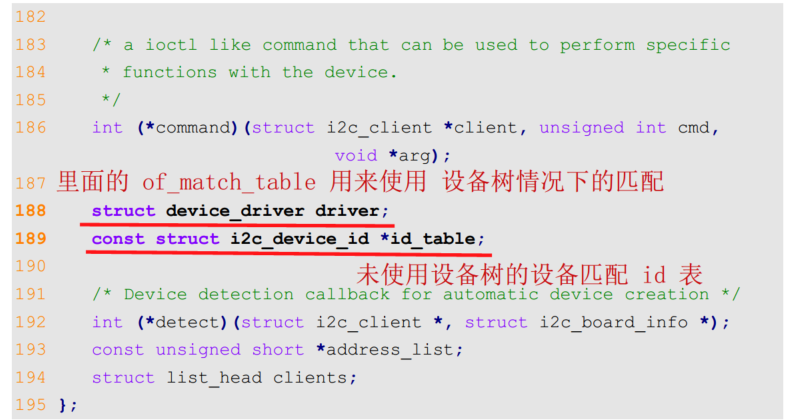 182
183 /* a ioctl like command that can be used to perform specific
184 * functions with the device.
185 */
186 int (*command)(struct i2c_client *client, unsigned int cmd,
void *arg);
187 里面的 of_match_table 用来使用 设备树情况下的匹配
188 struct device_driver driver;
189 const struct i2c_device_id *id_table;
190
未使用设备树的设备匹配 id 表
191 /* Device detection callback for automatic device creation */
192 int (*detect)(struct i2c_client *, struct i2c_board_info *);
193 const unsigned short *address_list;
194 struct list_head clients;
195 };